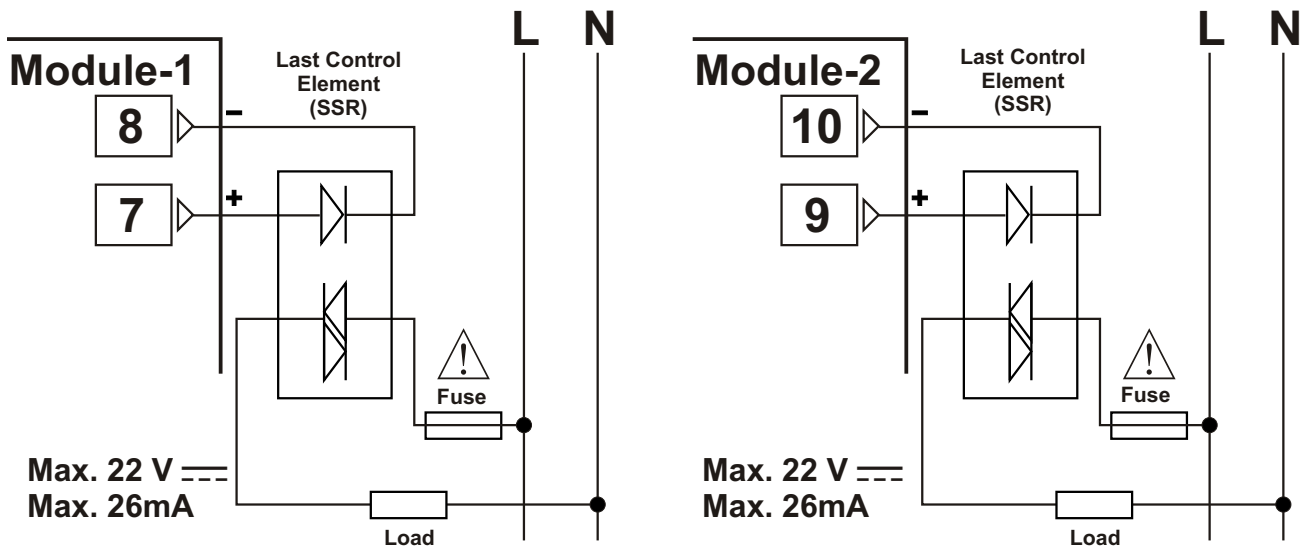 L N
Module-1
Last Control
Element
(SSR)
8
−
7
+
Fuse
Max. 22 V
Max. 26mA
Load
L N
Module-2
Last Control
Element
(SSR)
10
−
9
+
Fuse
Max. 22 V
Max. 26mA
Load